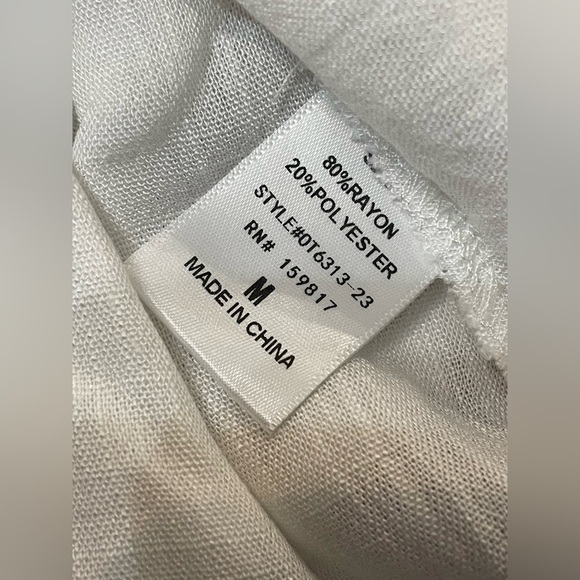 80%RAYON
20%POLYESTER
STYLE#0T6313-23
RN# 159817
M
MADE IN CHINA